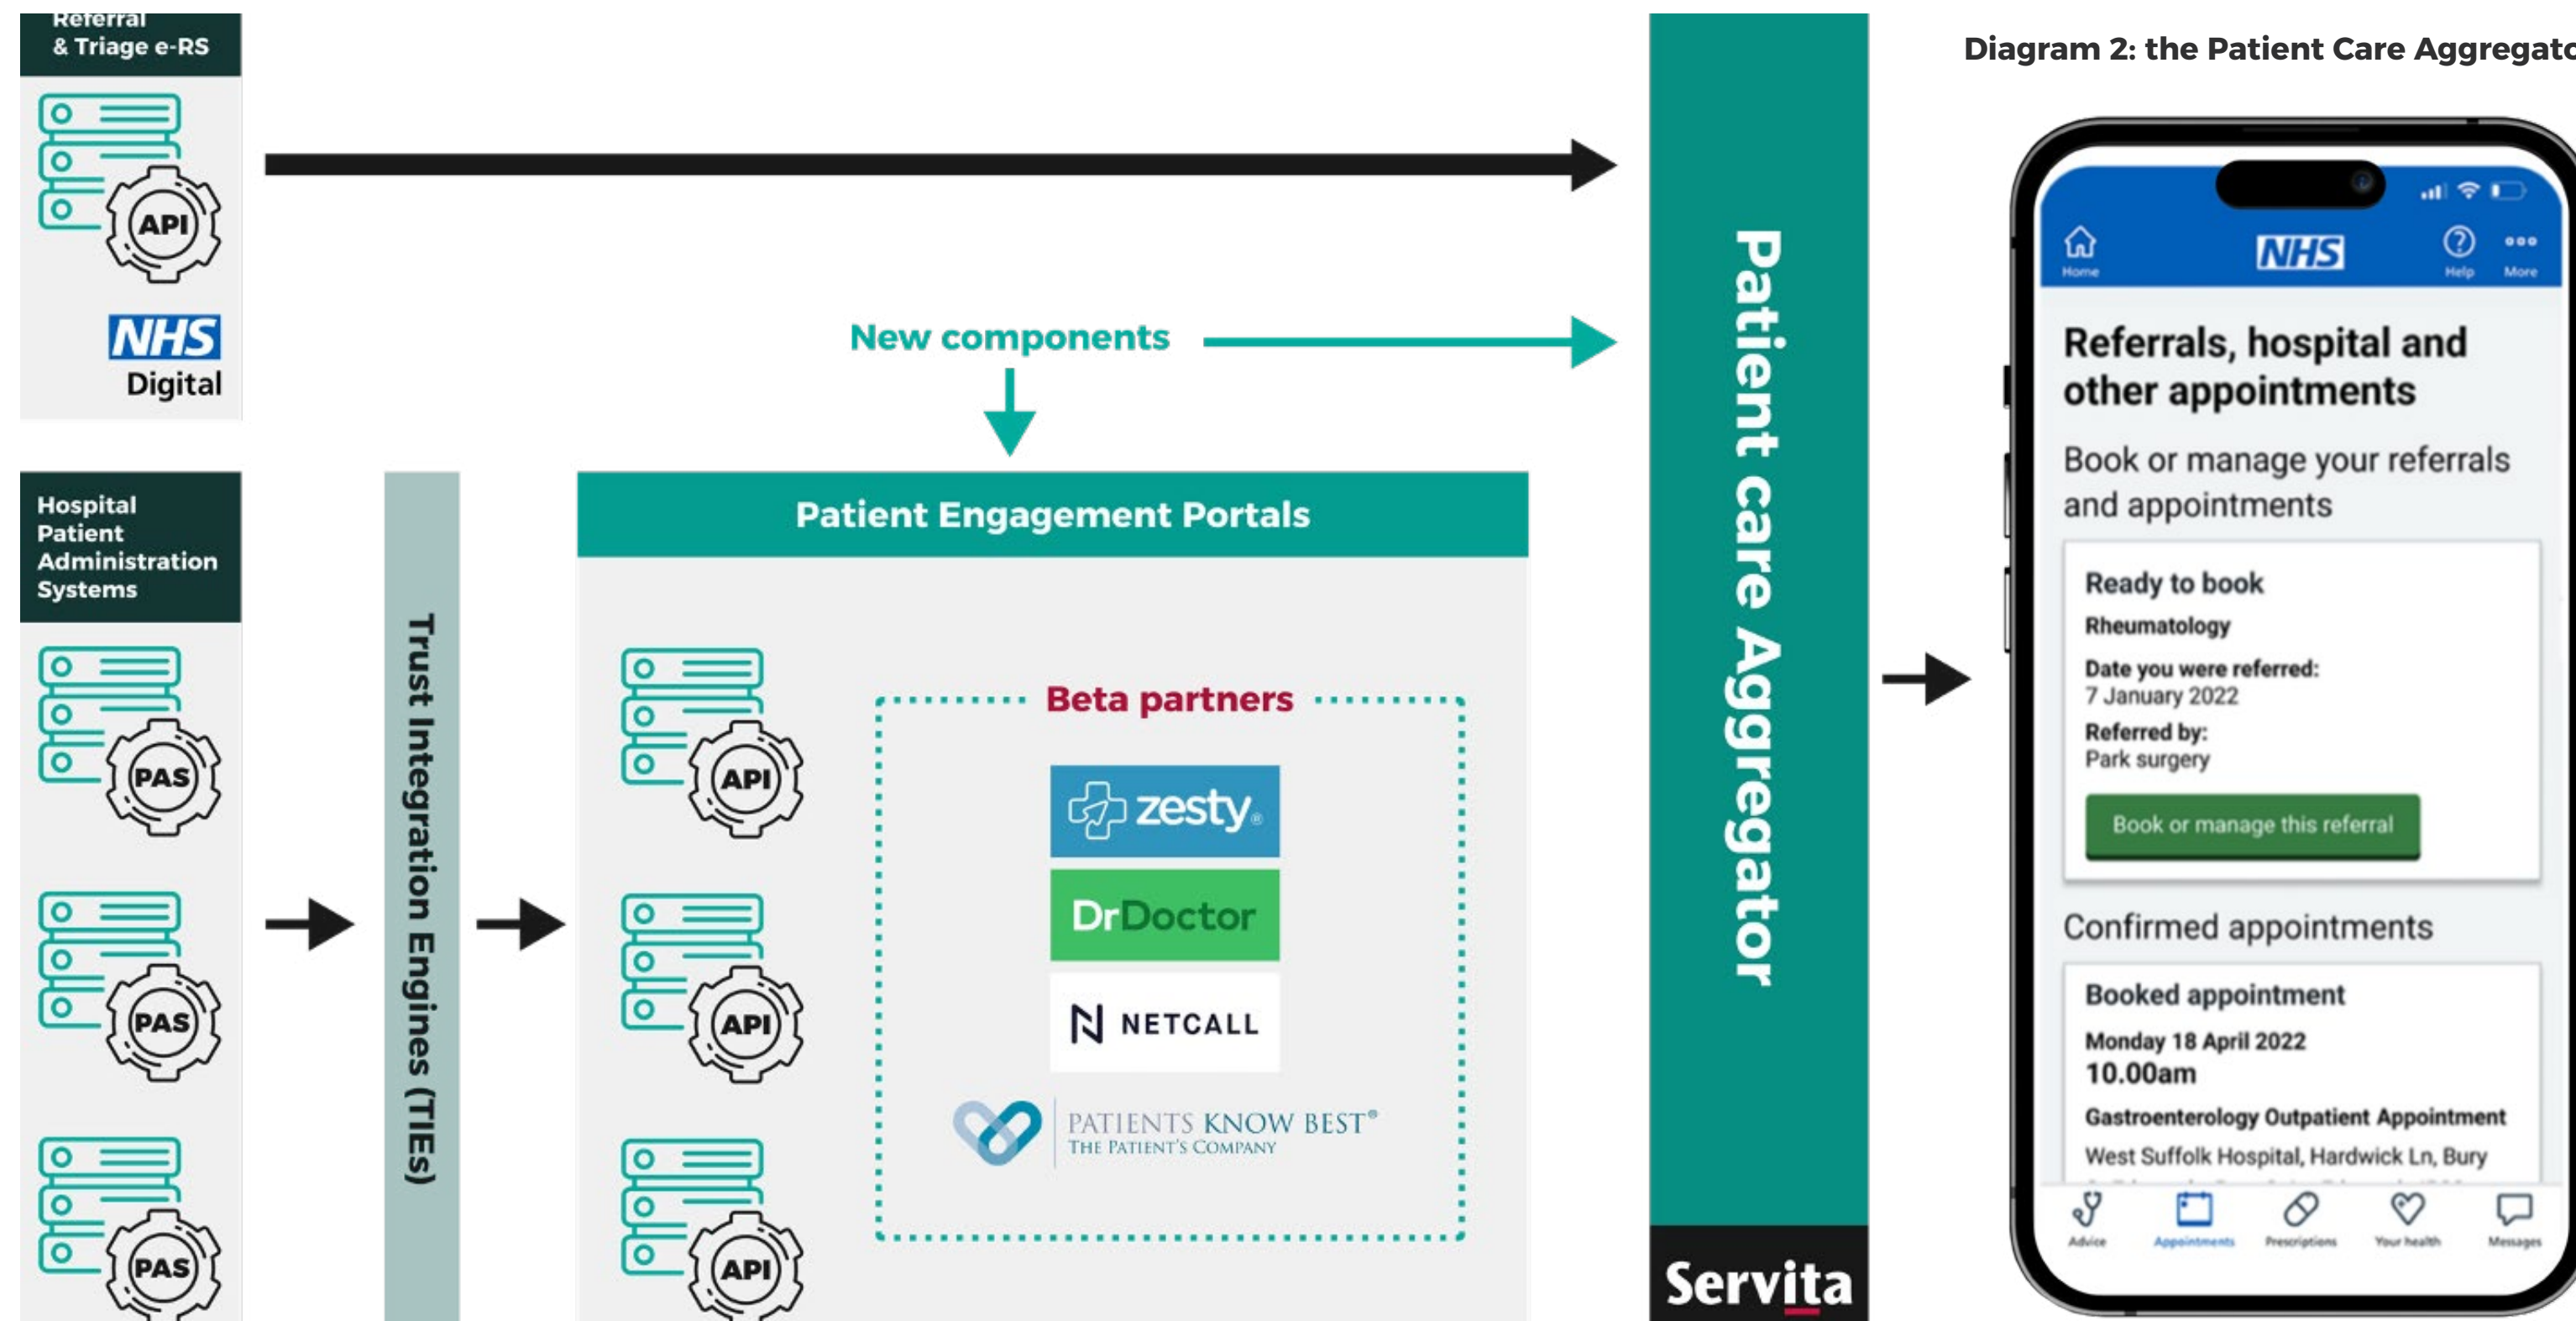 Referral
& Triage e-RS
API
NHS
Digital
Diagram 2: the Patient Care Aggregato
New components
Hospital
Patient
Administration
Systems
PAS
PAS
PAS
Trust Integration Engines (TIEs)
Patient Engagement Portals
API
API
API
Beta partners
zesty®
DrDoctor
NETCALL
PATIENTS KNOW BEST®
THE PATIENT'S COMPANY
Patient care Aggregator
Servita
Home
NHS
Help
More
Referrals, hospital and
other appointments
Book or manage your referrals
and appointments
Ready to book
Rheumatology
Date you were referred:
7 January 2022
Referred by:
Park surgery
Book or manage this referral
Confirmed appointments
Booked appointment
Monday 18 April 2022
10.00am
Gastroenterology Outpatient Appointment
West Suffolk Hospital, Hardwick Ln, Bury
Advice
Appointments
Prescriptions
Your health
Messages